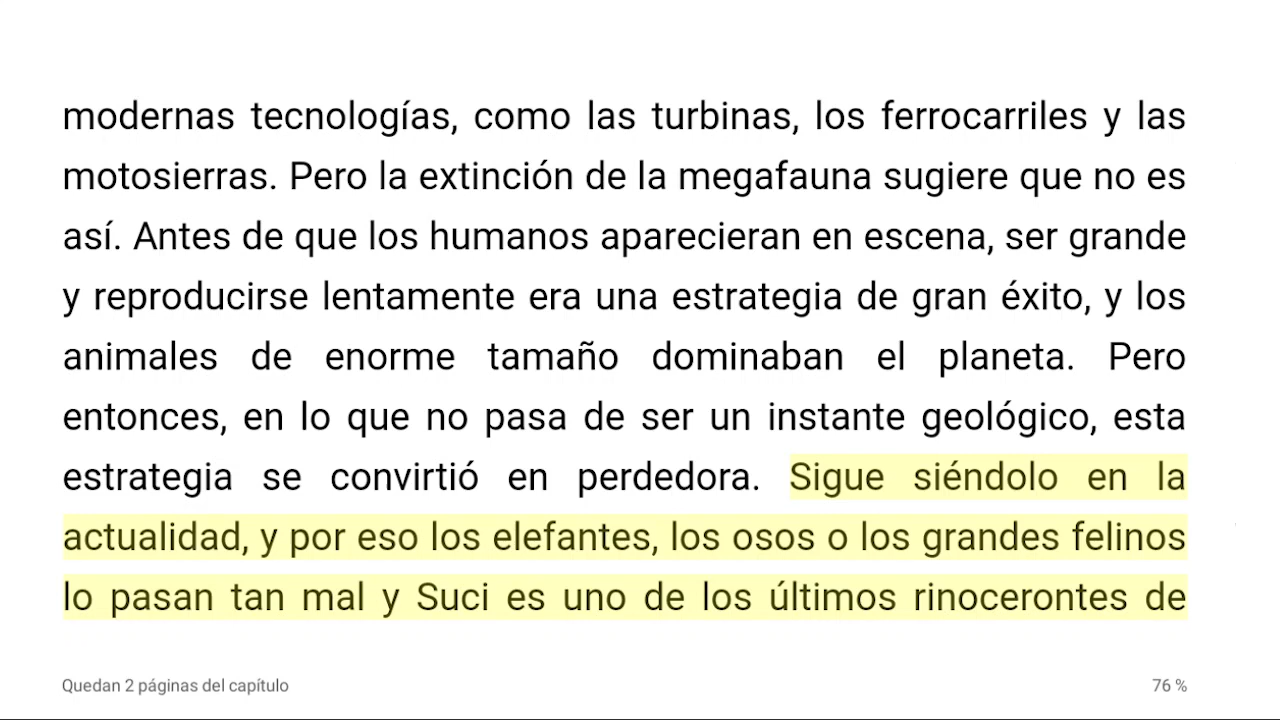 modernas tecnologías, como las turbinas, los ferrocarriles y las
motosierras. Pero la extinción de la megafauna sugiere que no es
así. Antes de que los humanos aparecieran en escena, ser grande
y reproducirse lentamente era una estrategia de gran éxito, y los
animales de enorme tamaño dominaban el planeta. Pero
entonces, en lo que no pasa de ser un instante geológico, esta
estrategia se convirtió en perdedora. Sigue siéndolo en la
actualidad, y por eso los elefantes, los osos o los grandes felinos
lo pasan tan mal y Suci es uno de los últimos rinocerontes de
Quedan 2 páginas del capítulo
76 %